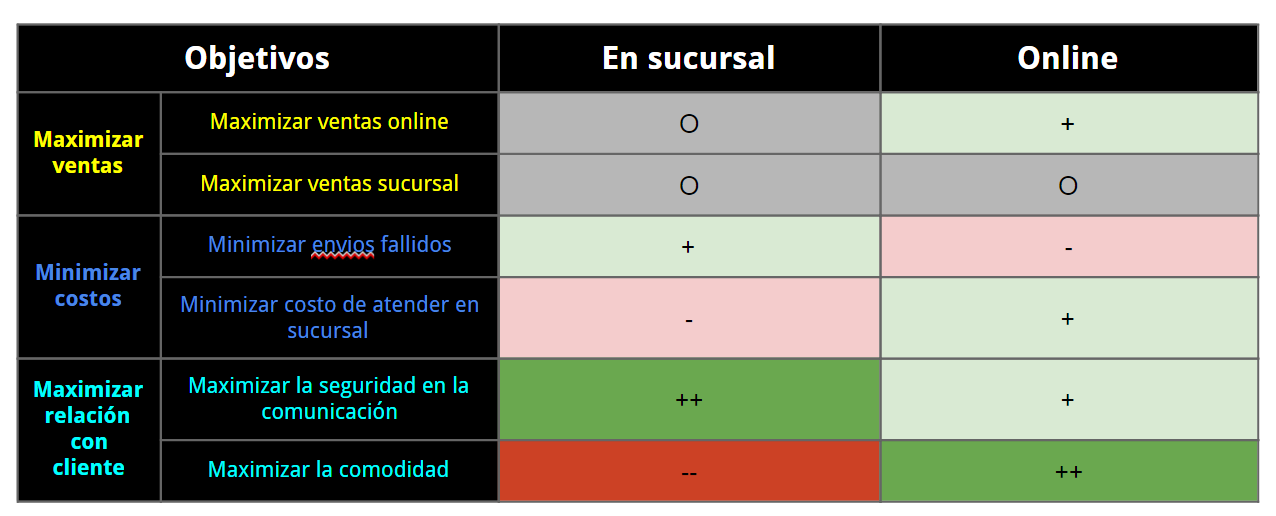 Objetivos En sucursal Online
Maximizar
ventas
Maximizar ventas online O +
Maximizar ventas sucursal O O
Minimizar
costos
Minimizar envios fallidos + -
Minimizar costo de atender en
sucursal
- +
Maximizar
relación
con
cliente
Maximizar la seguridad en la
comunicación
++ +
Maximizar la comodidad -- ++